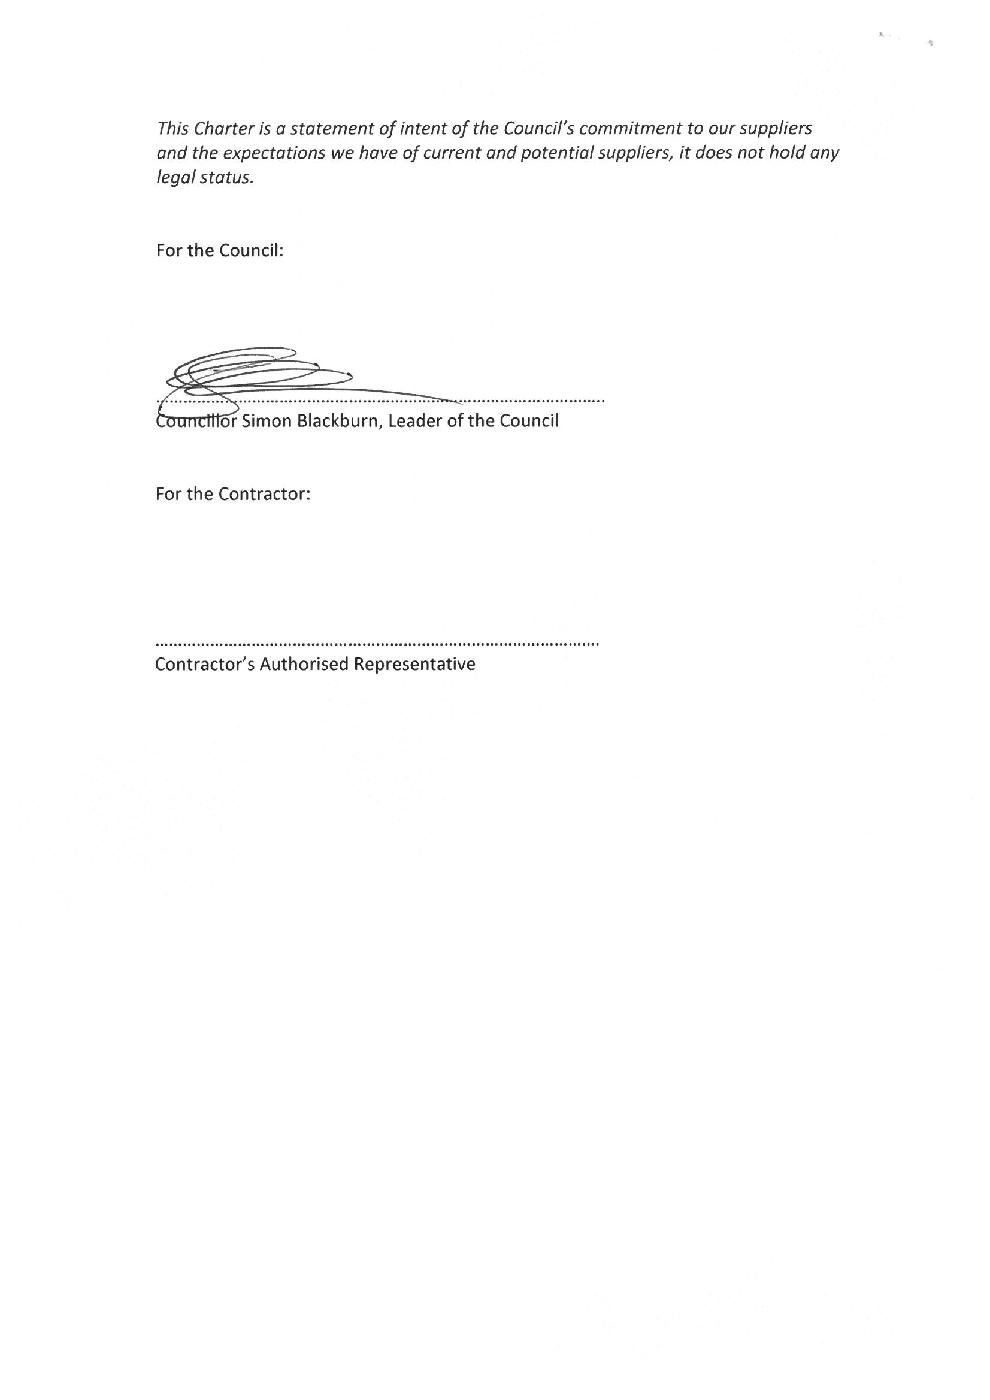 This Charter is a statement of intent of the Council's commitment to our suppliers
and the expectations we have of current and potential suppliers, it does not hold any
legal status.
For the Council:
Councillor Simon Blackburn, Leader of the Council
For the Contractor:
Contractor's Authorised Representative